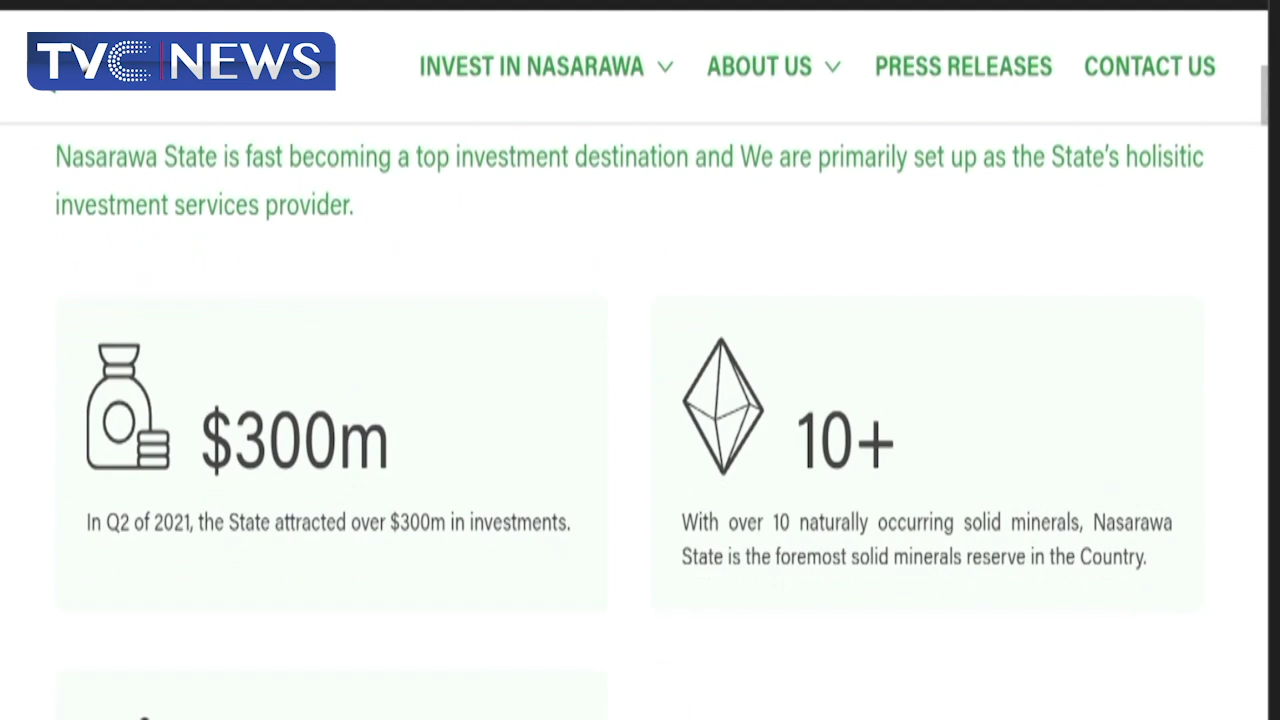 TVC NEWS
INVEST IN NASARAWA ABOUT US PRESS RELEASES CONTACT US
Nasarawa State is fast becoming a top investment destination and We are primarily set up as the State's holisitic
investment services provider.
$300m
In Q2 of 2021, the State attracted over $300m in investments.
10+
With over 10 naturally occurring solid minerals, Nasarawa
State is the foremost solid minerals reserve in the Country.